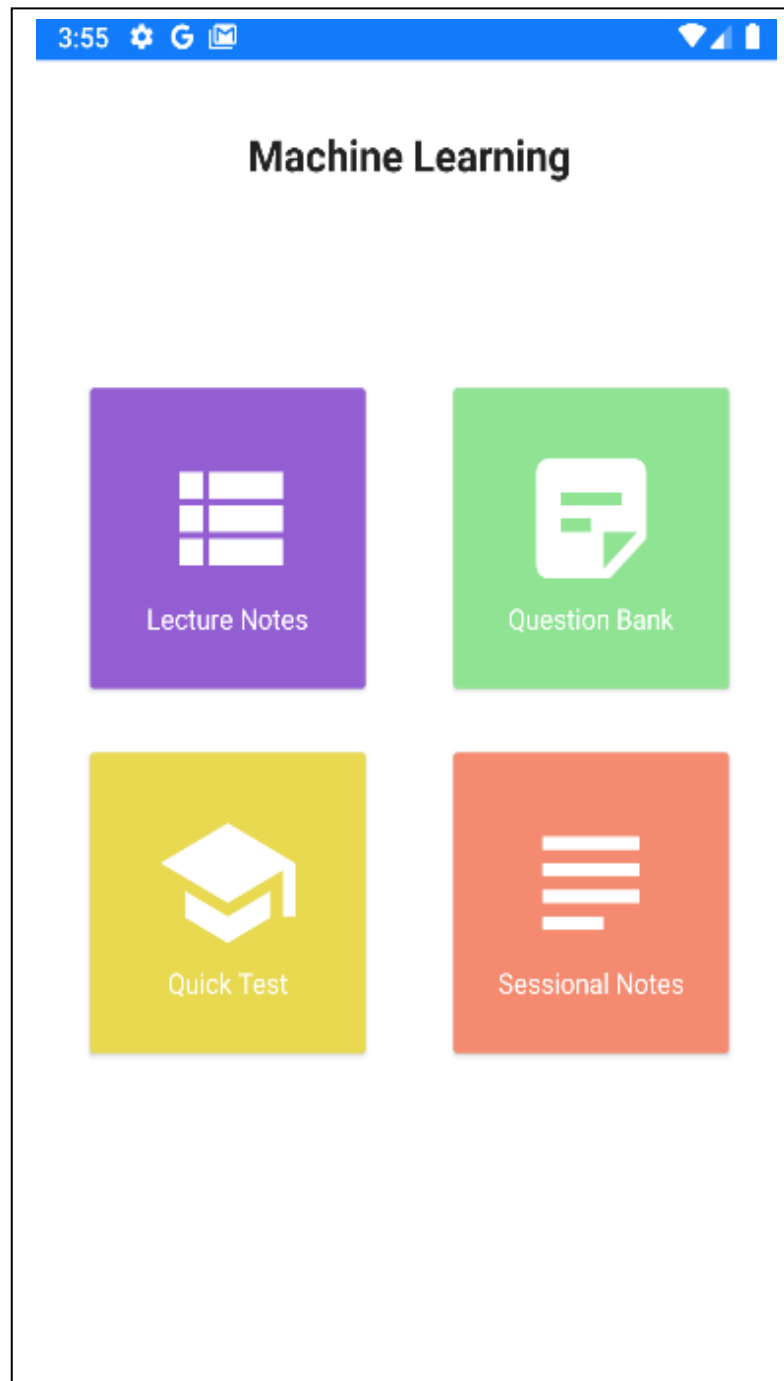 3:55 G M
Machine Learning
Lecture Notes
Question Bank
Quick Test
Sessional Notes